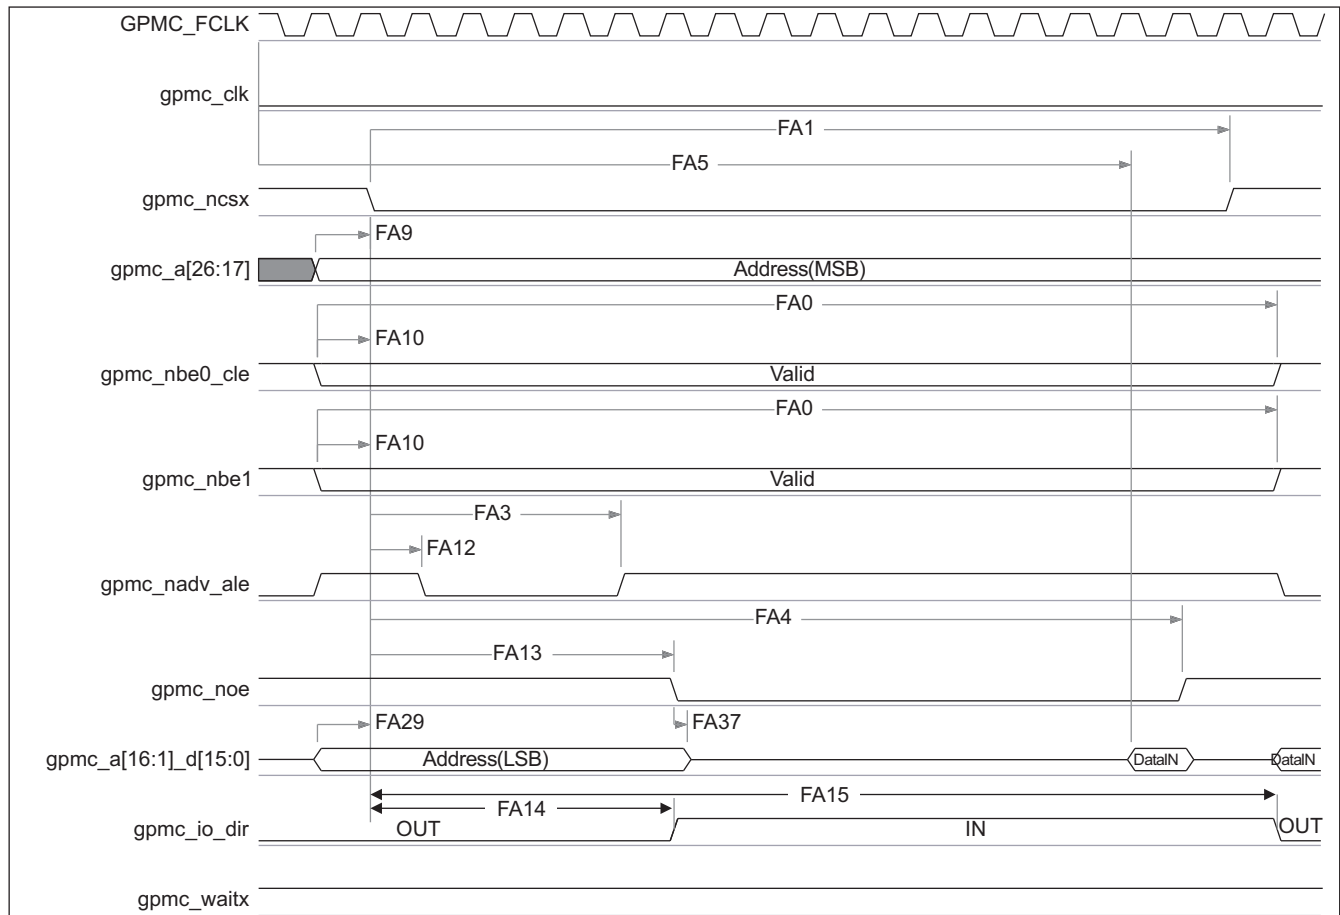 GPMC_FCLK
gpmc_clk
FA1
FA5
gpmc_ncsx
FA9
gpmc_a[26:17] Address(MSB)
FA0
FA10
gpmc_nbe0_cle Valid
FA0
FA10
gpmc_nbe1 Valid
FA3
FA12
gpmc_nadv_ale
FA4
FA13
gpmc_noe
FA29 FA37
gpmc_a[16:1]_d[15:0] Address(LSB) DataIN DataIN
FA15
FA14
gpmc_io_dir OUT IN OUT
gpmc_waitx